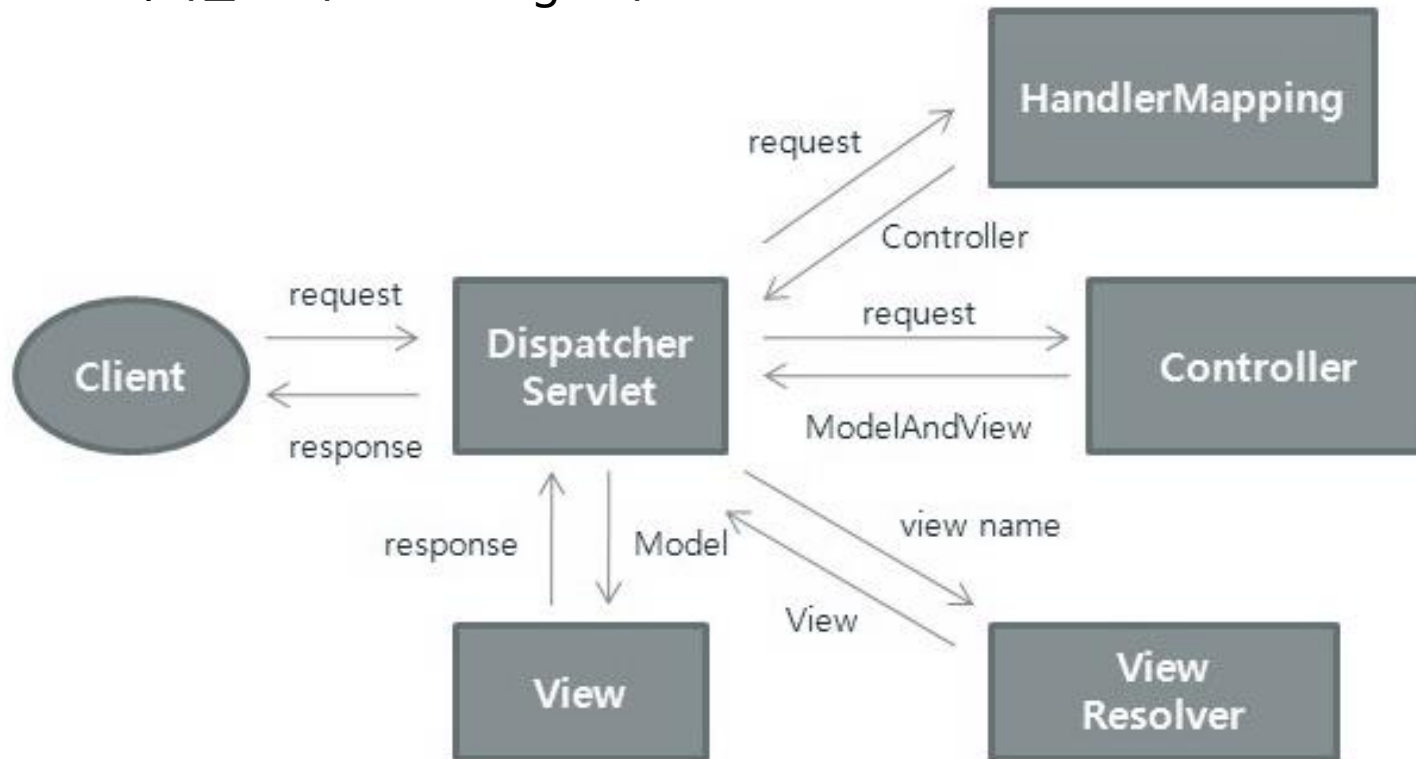 HandlerMapping
request
Controller
request
Dispatcher
Servlet
request
Client
Controller
ModelAndView
response
view name
response
Model
View
View
View
Resolver